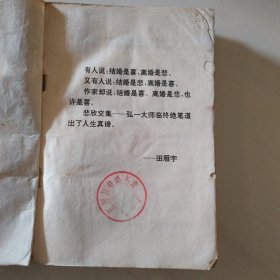 有人说：结婚是喜，离婚是悲。
又有人说：结婚是悲，离婚是喜。
作家却说：结婚是喜、离婚是悲，也
许最喜。
悲欣交集——弘一大师临终绝笔道
出了人生真谛。
——田雁宇